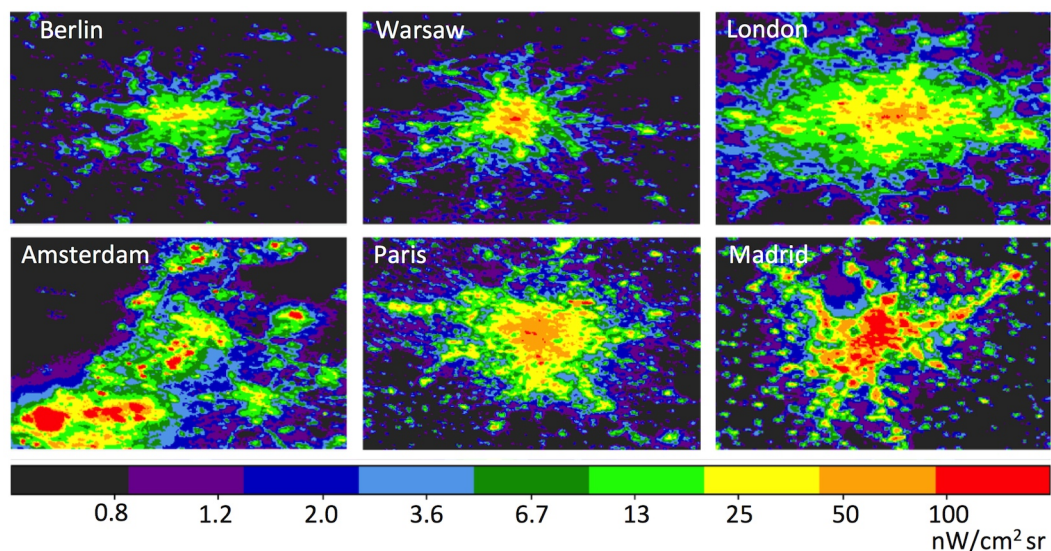 Berlin
Warsaw
London
Amsterdam
Paris
Madrid
0.8 1.2 2.0 3.6 6.7 13 25 50 100
nW/cm² sr